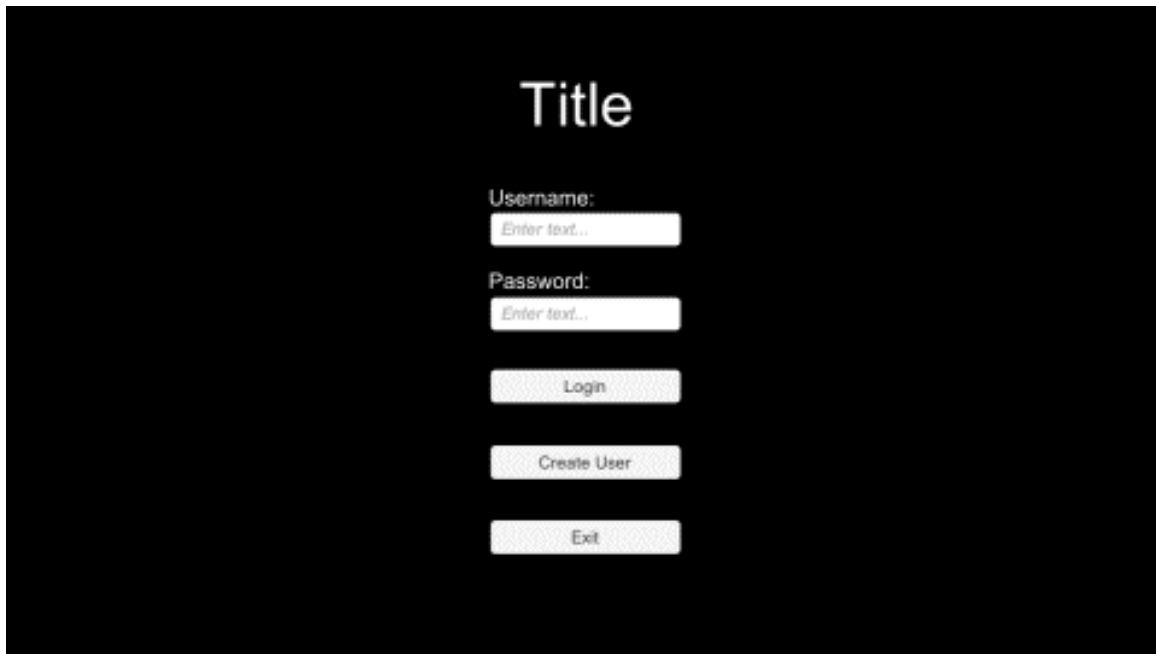 Title
Username:
Enter text...
Password:
Enter text...
Login
Create User
Exit